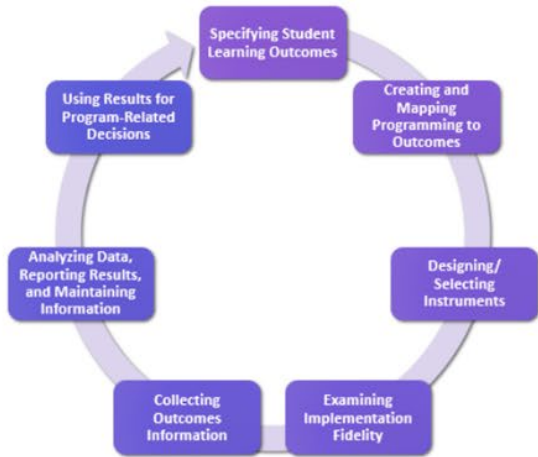 Specifying Student
Learning Outcomes
Creating and
Mapping
Programming to
Outcomes
Designing/
Selecting
Instruments
Examining
Implementation
Fidelity
Collecting
Outcomes
Information
Analyzing Data,
Reporting Results,
and Maintaining
Information
Using Results for
Program-Related
Decisions